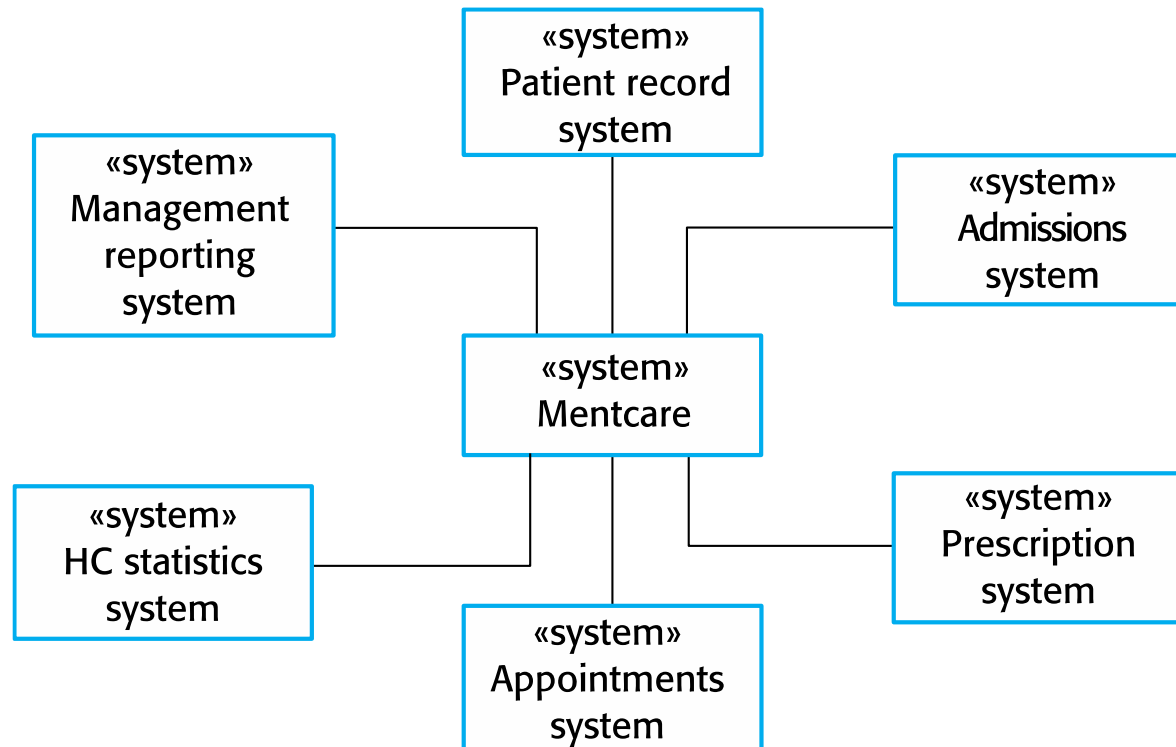 «system»
Patient record
system
«system»
Management
reporting
system
«system»
Admissions
system
«system»
Mentcare
«system»
HC statistics
system
«system»
Prescription
system
«system»
Appointments
system